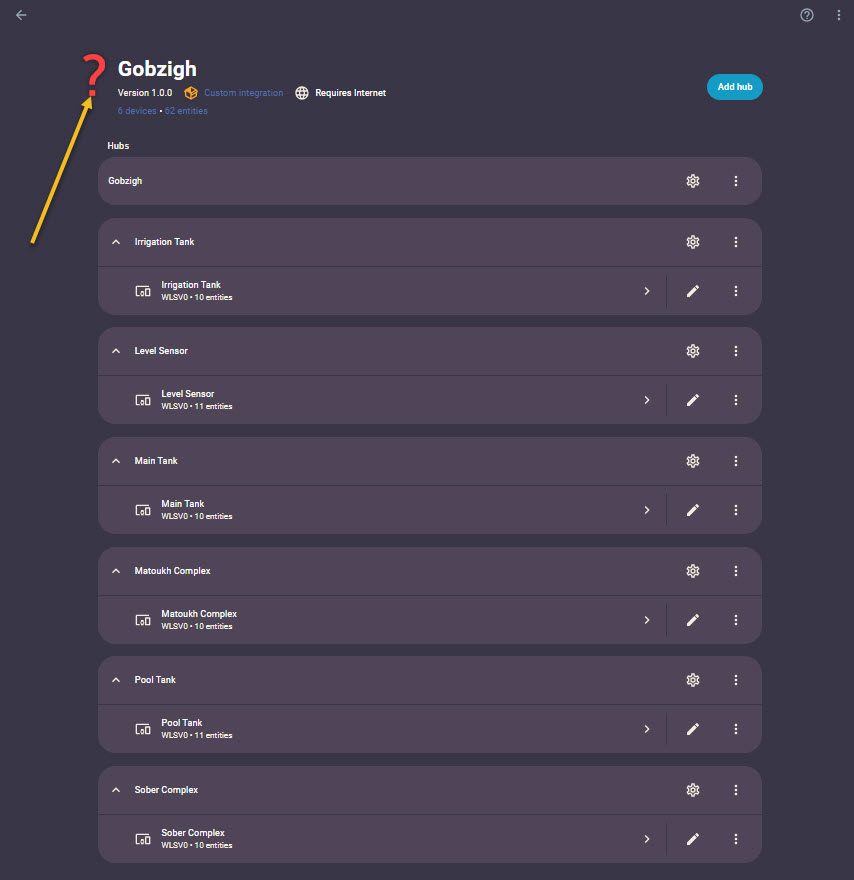 ?
Gobzigh
Version 1.0.0 Custom integration Requires Internet
6 devices • 62 entities
Add hub
Hubs
Gobzigh
Irrigation Tank
Irrigation Tank
WLSV0 • 10 entities
Level Sensor
Level Sensor
WLSV0 • 11 entities
Main Tank
Main Tank
WLSV0 • 10 entities
Matoukh Complex
Matoukh Complex
WLSV0 • 10 entities
Pool Tank
Pool Tank
WLSV0 • 11 entities
Sober Complex
Sober Complex
WLSV0 • 10 entities